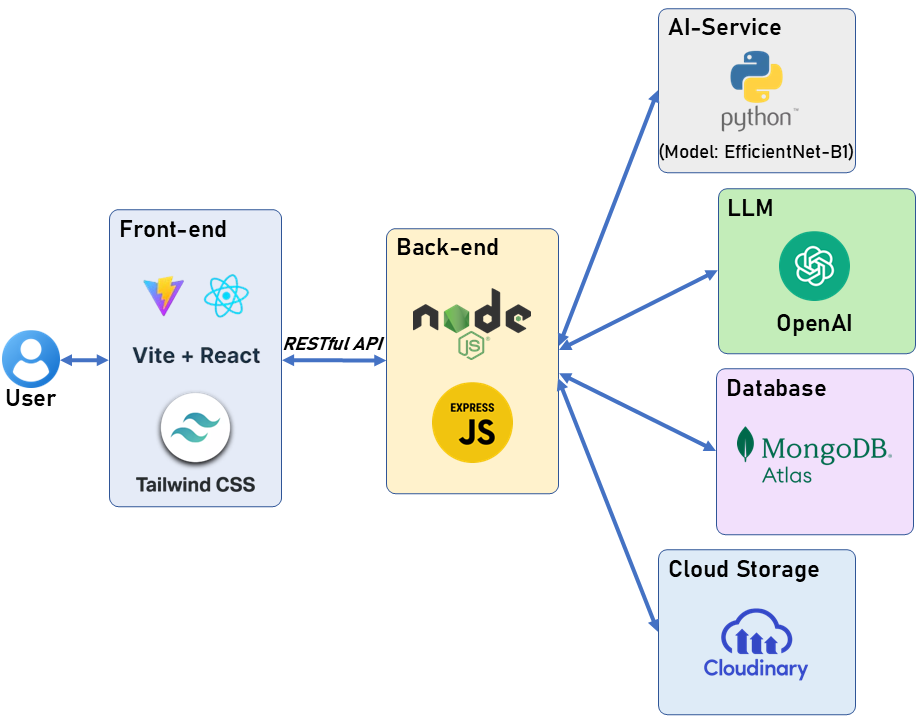 User
Front-end
Vite + React
Tailwind CSS
RESTful API
Back-end
node
JS
EXPRESS
JS
AI-Service
python™
(Model: EfficientNet-B1)
LLM
OpenAI
Database
MongoDB.
Atlas
Cloud Storage
Cloudinary